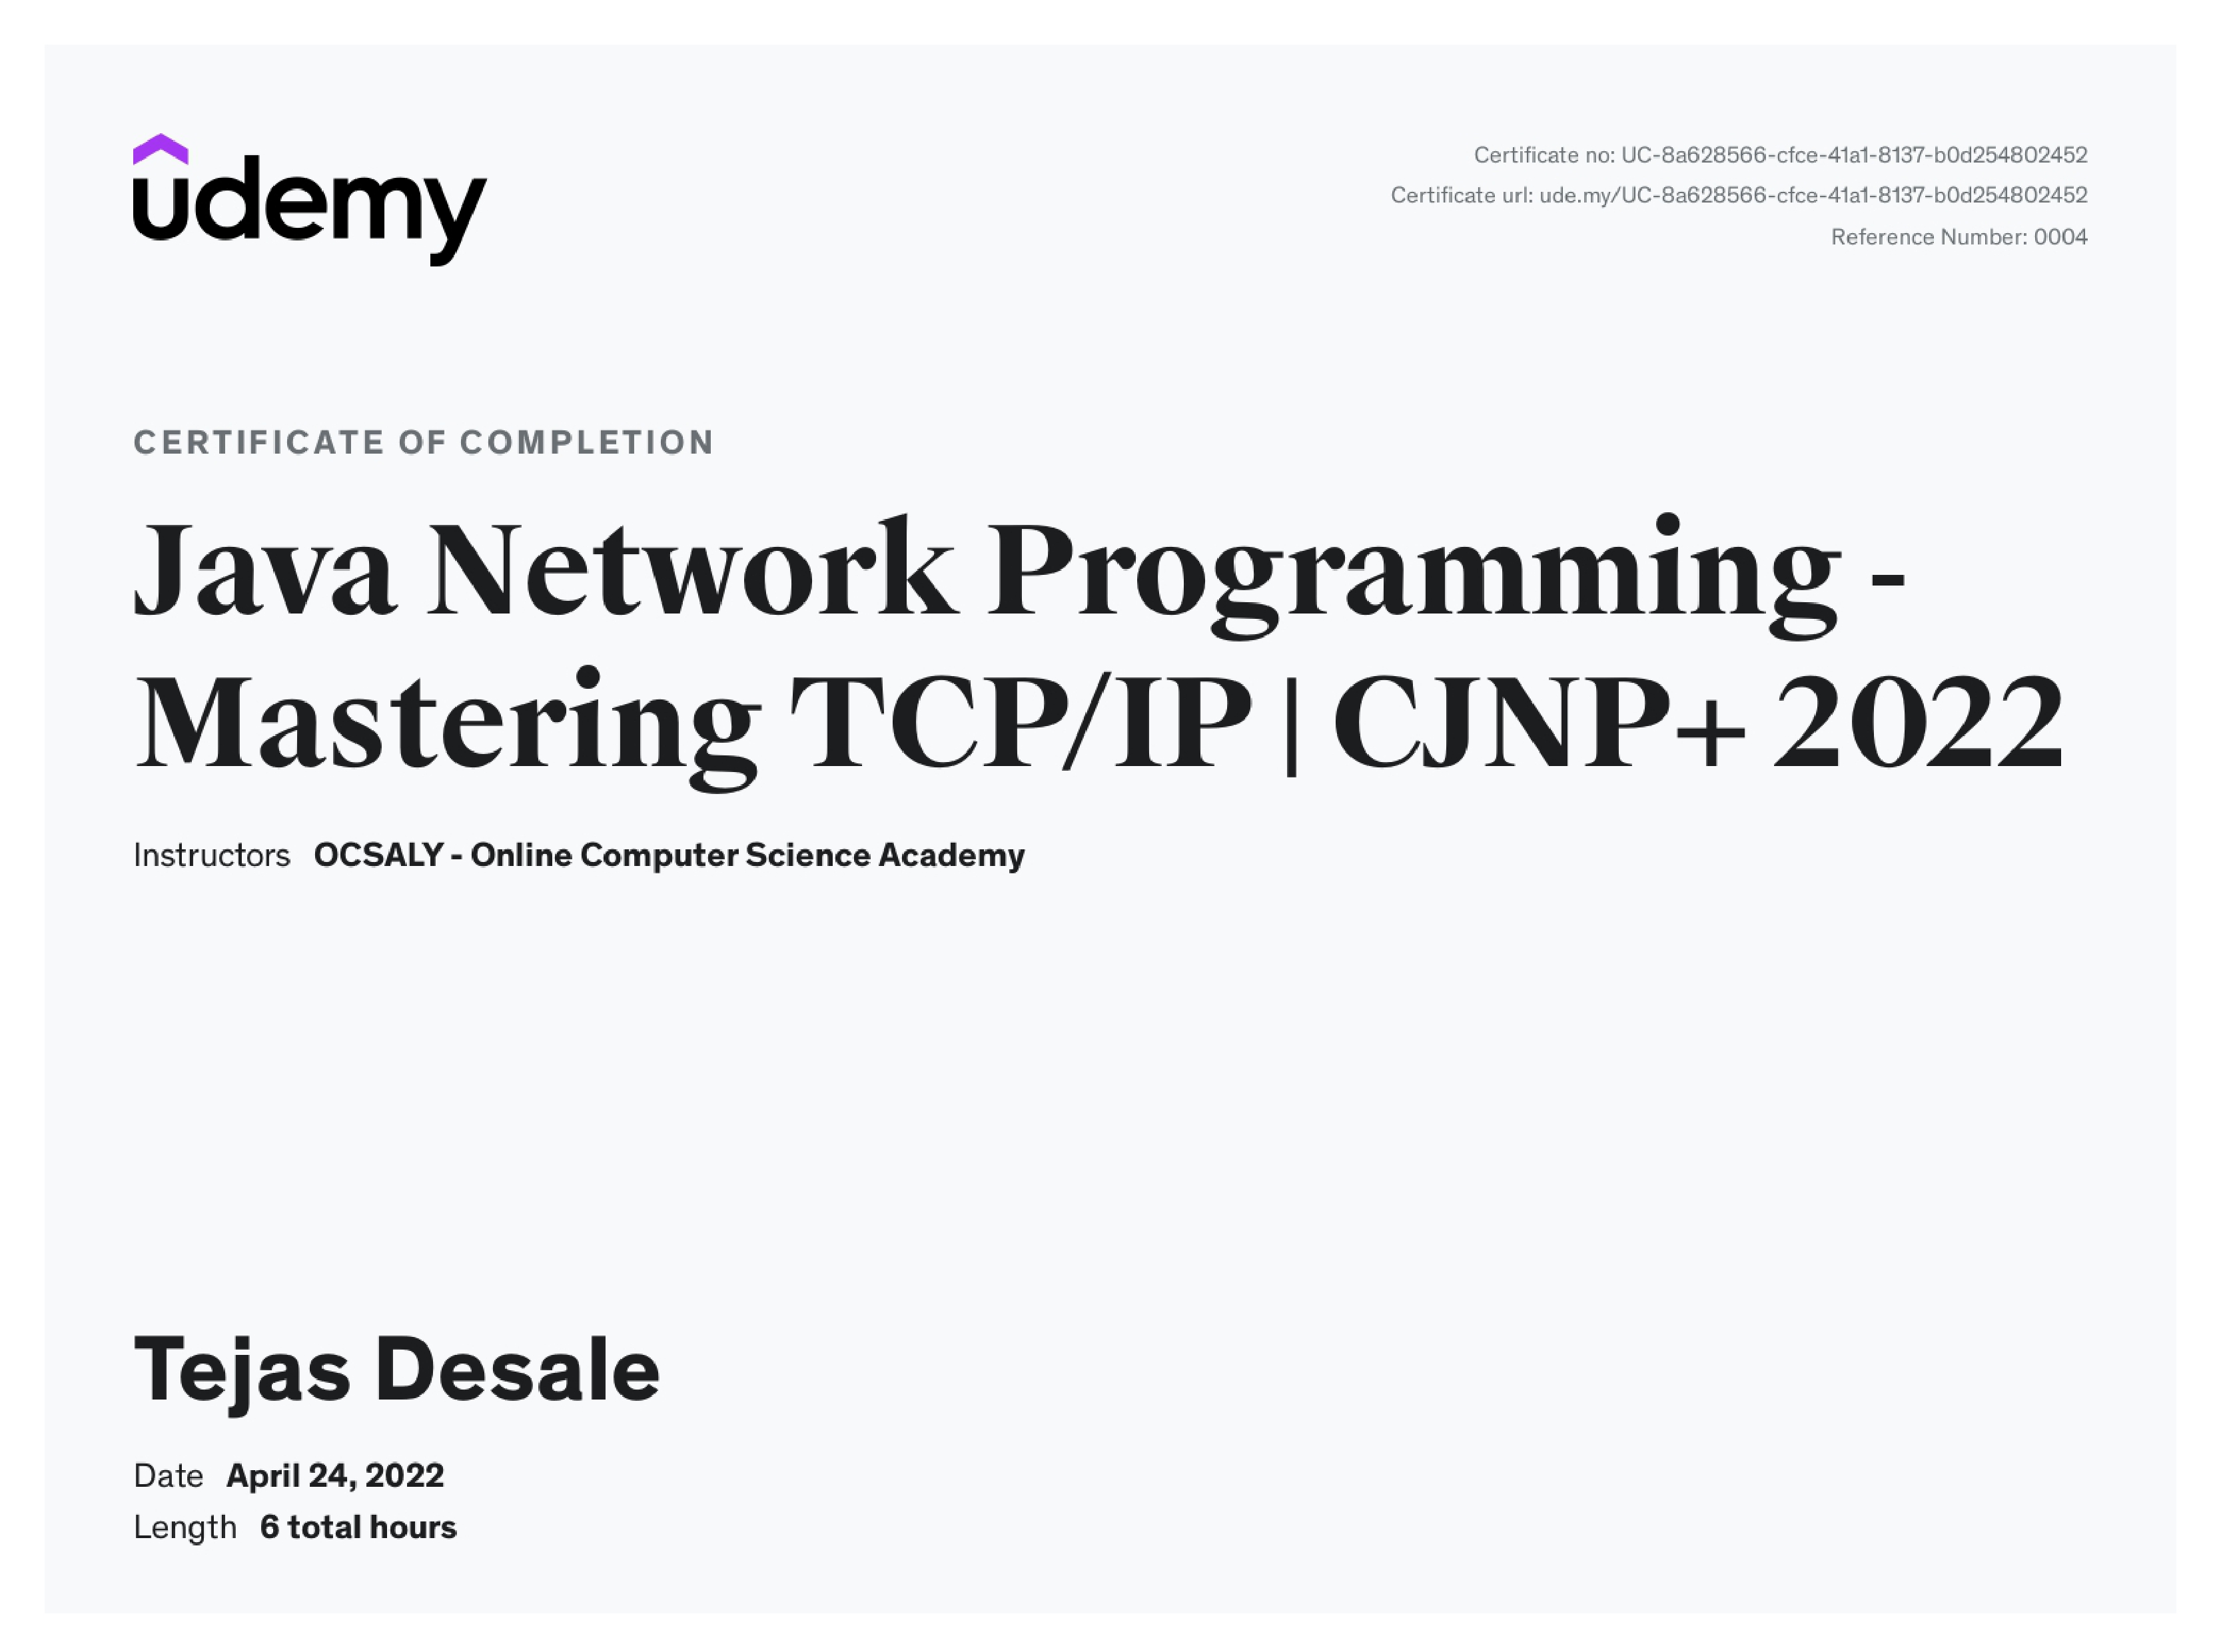 udemy
Certificate no: UC-8a628566-cfce-41a1-8137-b0d254802452
Certificate url: ude.my/UC-8a628566-cfce-41a1-8137-b0d254802452
Reference Number: 0004
CERTIFICATE OF COMPLETION
Java Network Programming -
Mastering TCP/IP | CJNP+ 2022
Instructors OCSALY - Online Computer Science Academy
Tejas Desale
Date April 24, 2022
Length 6 total hours